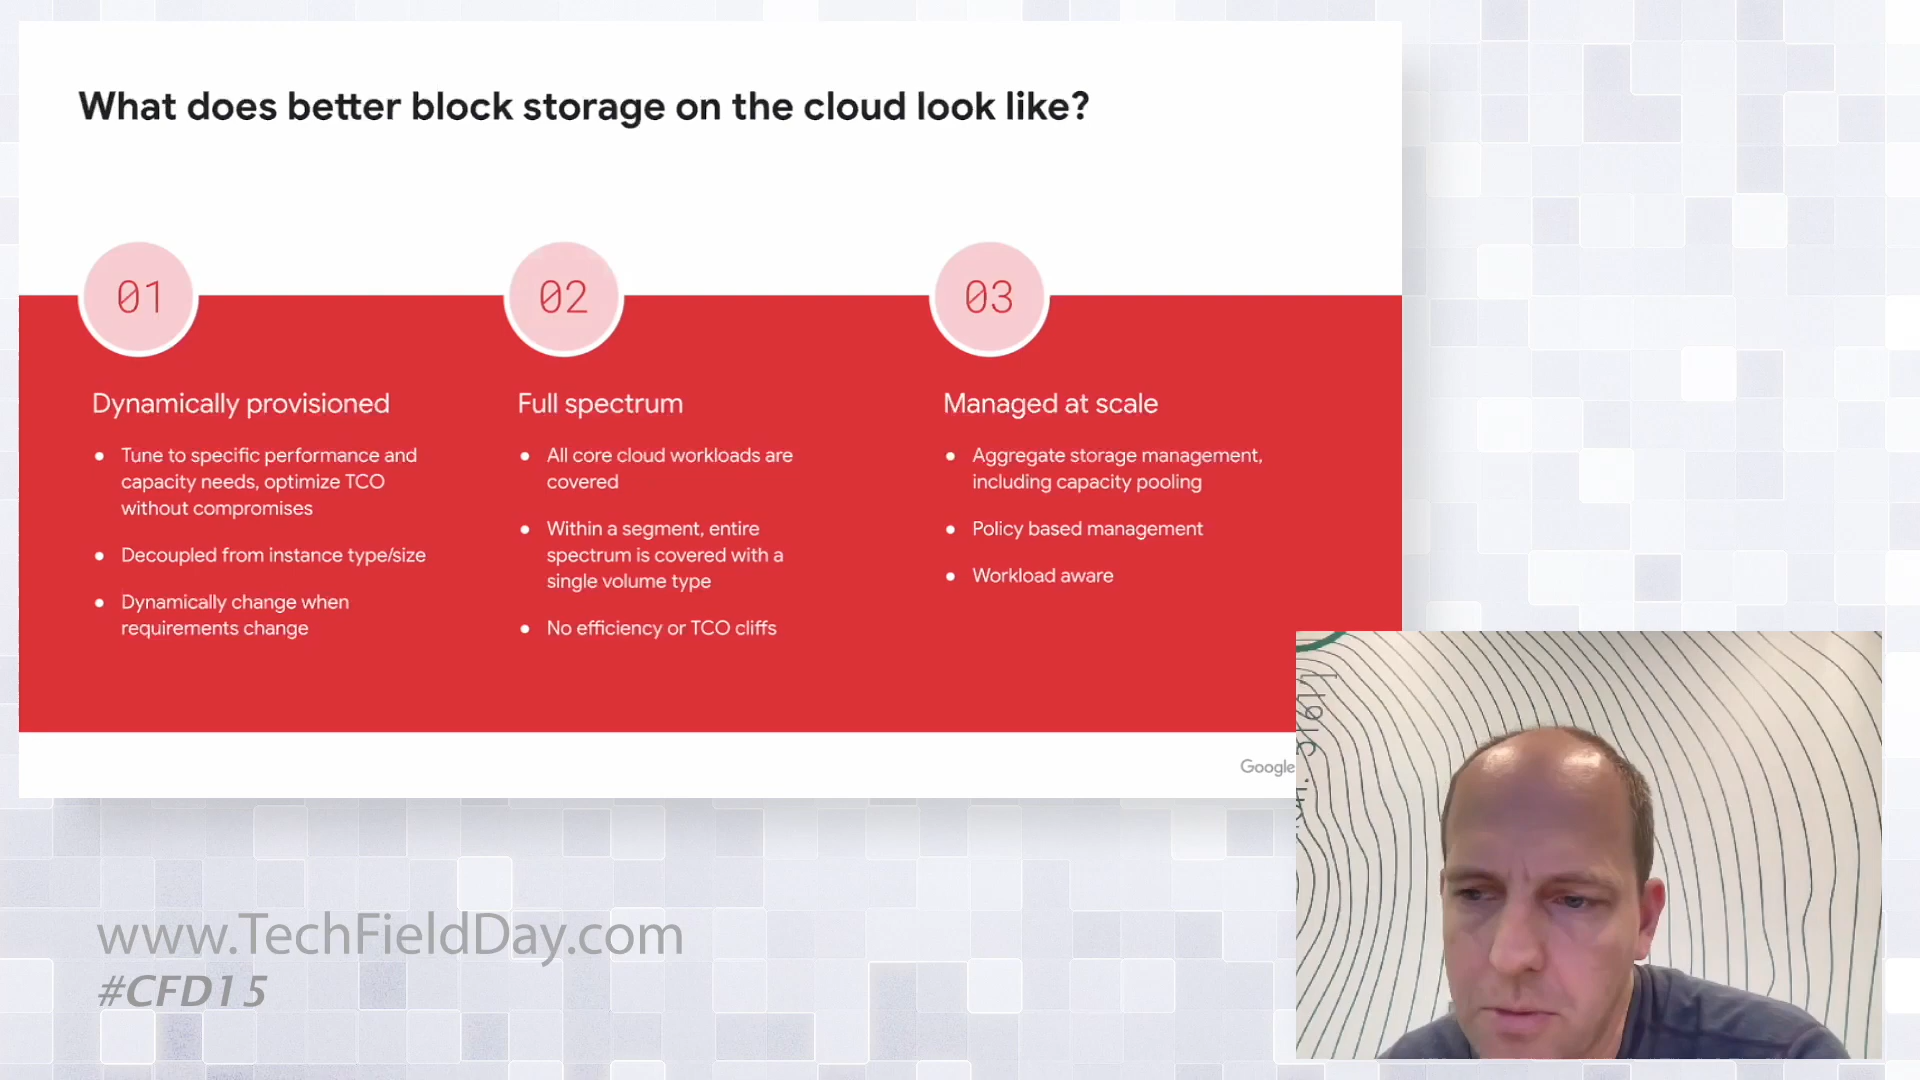 What does better block storage on the cloud look like?
01
Dynamically provisioned
● Tune to specific performance and
capacity needs, optimize TCO
without compromises
● Decoupled from instance type/size
● Dynamically change when
requirements change
02
Full spectrum
● All core cloud workloads are
covered
● Within a segment, entire
spectrum is covered with a
single volume type
● No efficiency or TCO cliffs
03
Managed at scale
● Aggregate storage management,
including capacity pooling
● Policy based management
● Workload aware
Google
www.TechFieldDay.com
#CFD15